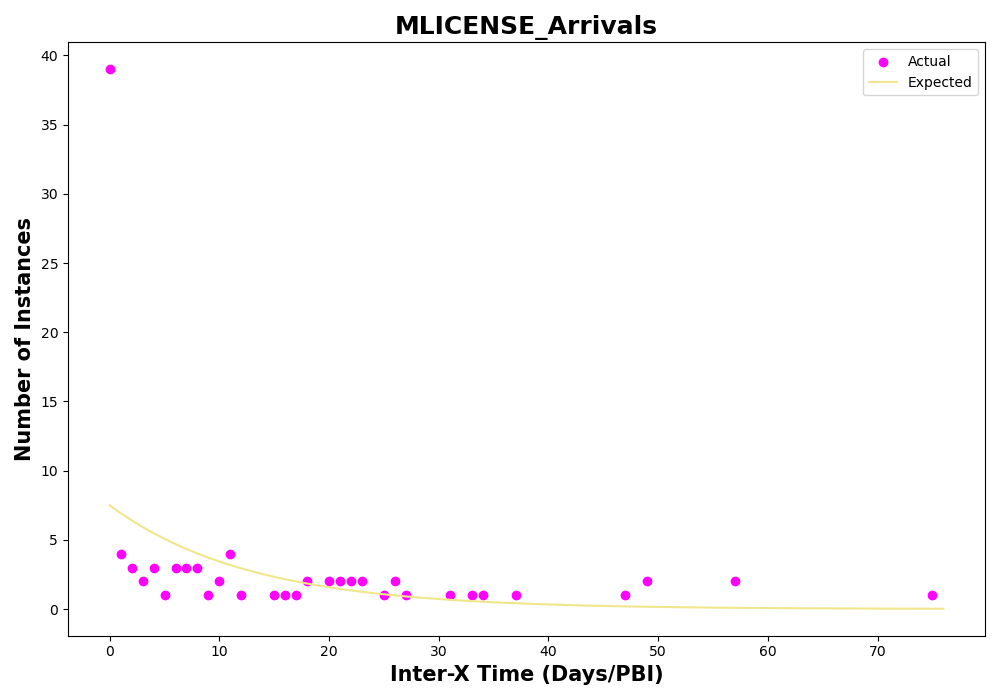 MLICENSE_Arrivals
Actual
Expected
Number of Instances
40
35
30
25
20
15
10
5
0
0 10 20 30 40 50 60 70
Inter-X Time (Days/PBI)